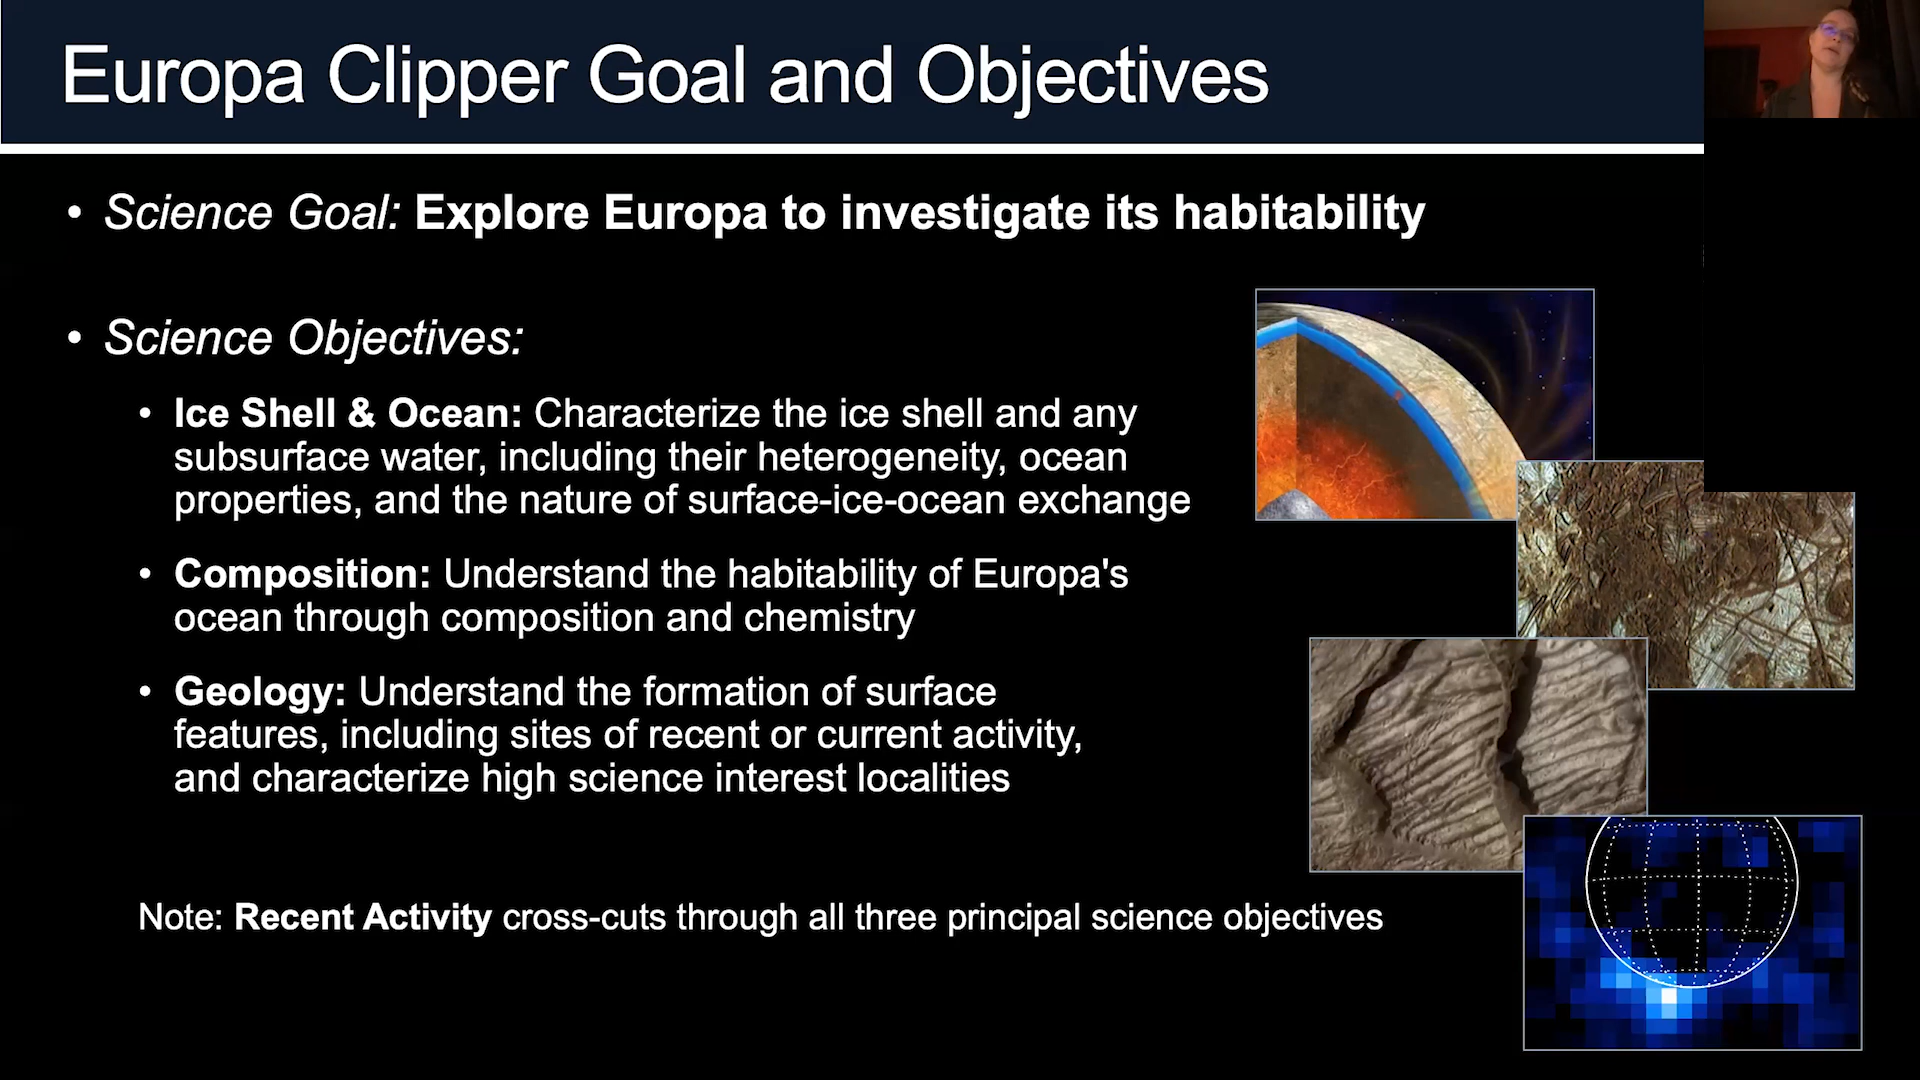 Europa Clipper Goal and Objectives
• Science Goal: Explore Europa to investigate its habitability
• Science Objectives:
• Ice Shell & Ocean: Characterize the ice shell and any
subsurface water, including their heterogeneity, ocean
properties, and the nature of surface-ice-ocean exchange
• Composition: Understand the habitability of Europa's
ocean through composition and chemistry
• Geology: Understand the formation of surface
features, including sites of recent or current activity,
and characterize high science interest localities
Note: Recent Activity cross-cuts through all three principal science objectives